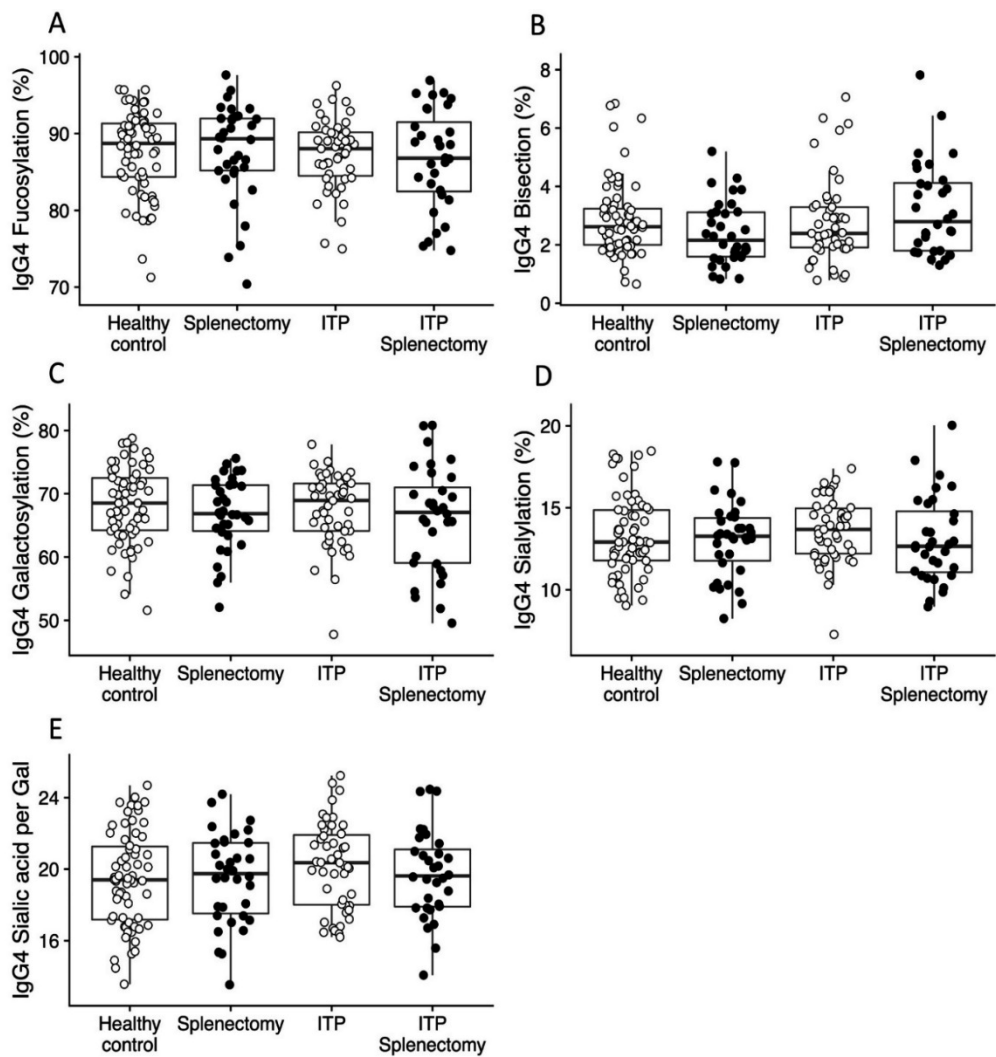 A
IgG4 Fucosylation (%)
100
90
80
70
Healthy control
Splenectomy
ITP
ITP Splenectomy
B
IgG4 Bisection (%)
8
6
4
2
0
Healthy control
Splenectomy
ITP
ITP Splenectomy
C
IgG4 Galactosylation (%)
80
70
60
50
Healthy control
Splenectomy
ITP
ITP Splenectomy
D
IgG4 Sialylation (%)
20
15
10
Healthy control
Splenectomy
ITP
ITP Splenectomy
E
IgG4 Sialic acid per Gal
24
20
16
Healthy control
Splenectomy
ITP
ITP Splenectomy